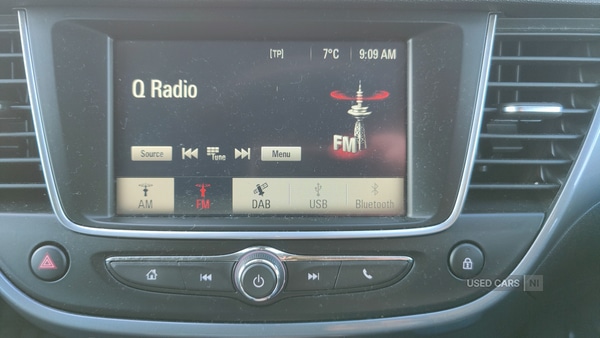 [TP] 7°C 9:09 AM
Q Radio
FM
Source Tune Menu
AM FM DAB USB Bluetooth
USED CARS NI